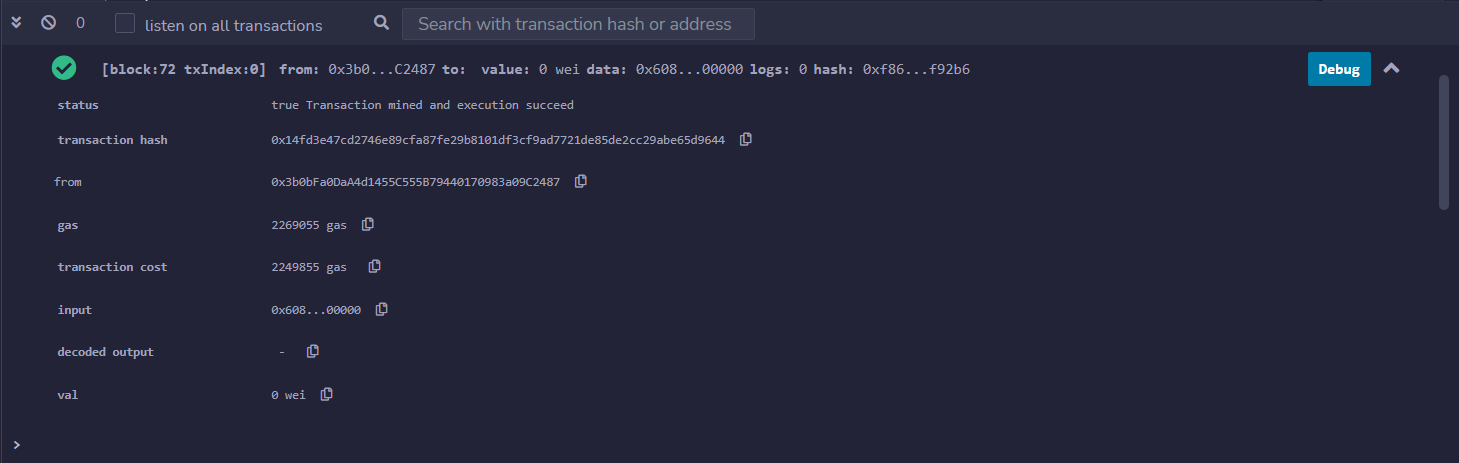 0 listen on all transactions Search with transaction hash or address
[block:72 txIndex:0] from: 0x3b0...C2487 to: value: 0 wei data: 0x608...00000 logs: 0 hash: 0xf86...f92b6 Debug
status true Transaction mined and execution succeed
transaction hash 0x14fd3e47cd2746e89cfa87fe29b8101df3cf9ad7721de85de2cc29abe65d9644
from 0x3b0bFa0DaA4d1455C555B79440170983a09C2487
gas 2269055 gas
transaction cost 2249855 gas
input 0x608...00000
decoded output -
val 0 wei
>